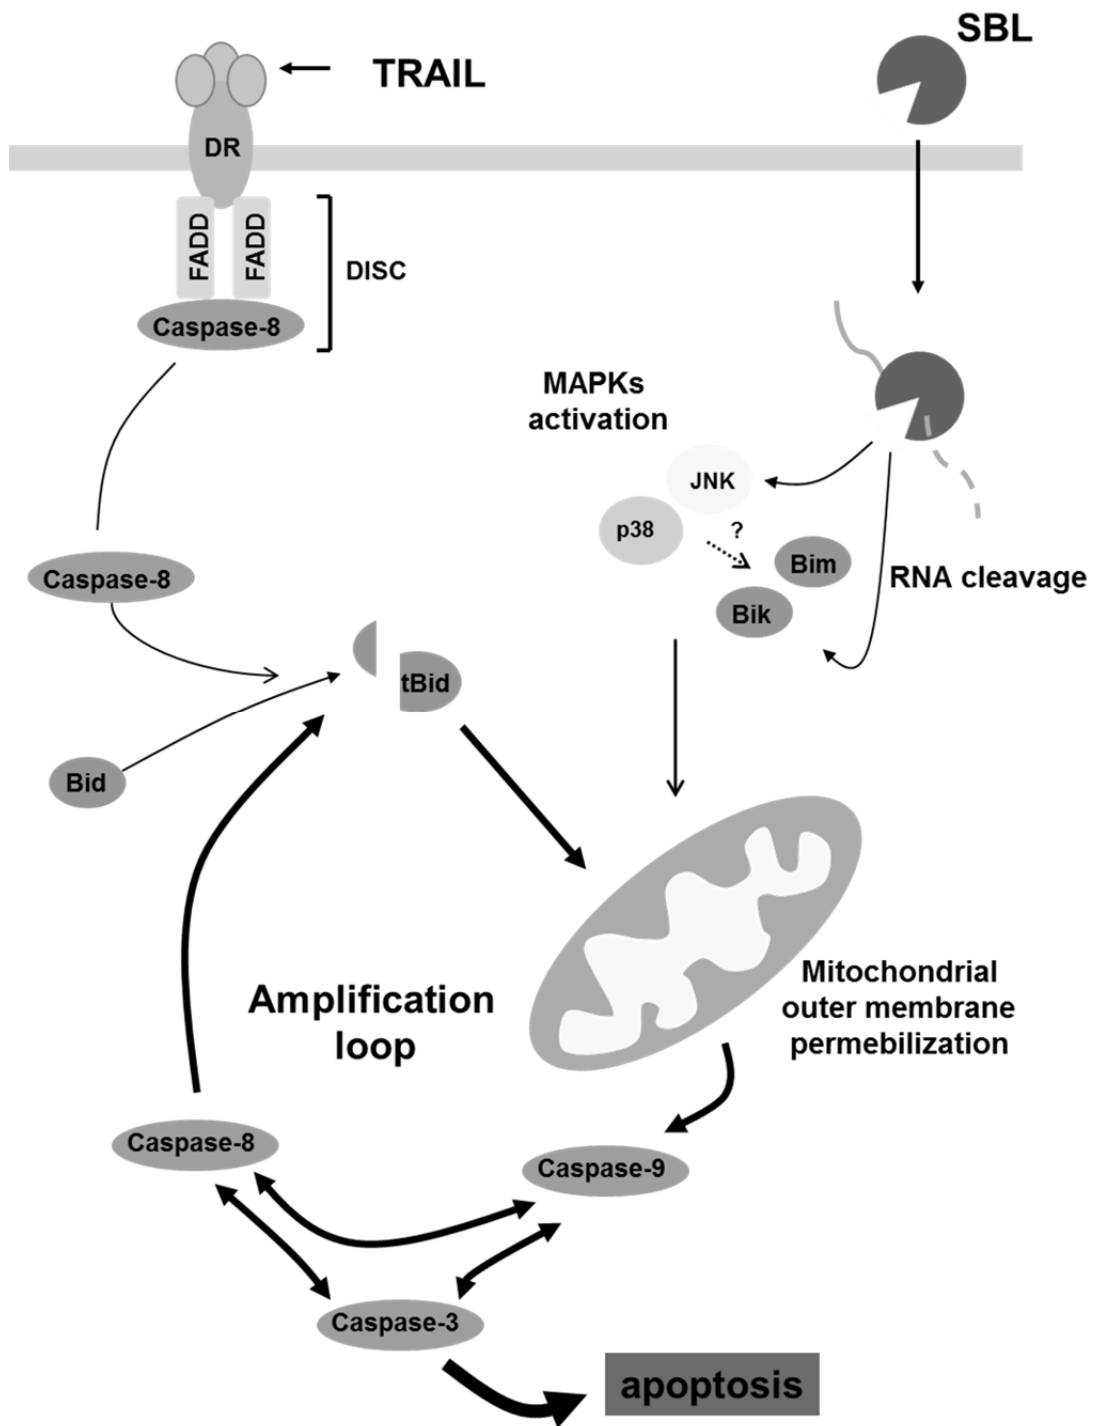 SBL
TRAIL
DR
FADD
FADD
DISC
Caspase-8
MAPKs
activation
JNK
p38
?
Bim
Bik
RNA cleavage
Caspase-8
tBid
Bid
Amplification
loop
Mitochondrial
outer membrane
permebilization
Caspase-8
Caspase-9
Caspase-3
apoptosis